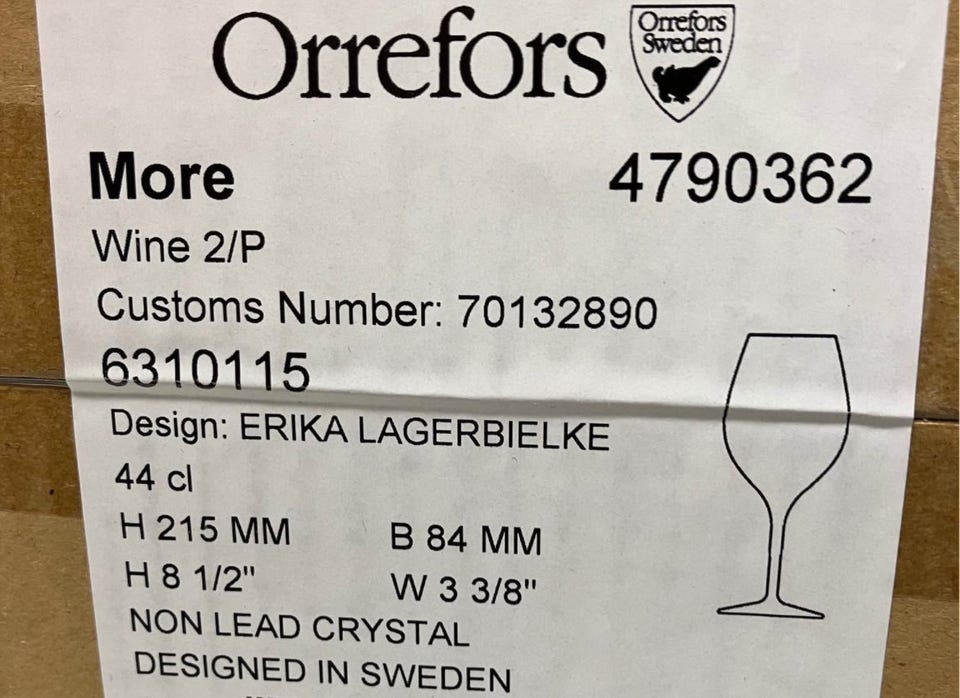 Orrefors
Orrefors
Sweden
More
4790362
Wine 2/P
Customs Number: 70132890
6310115
Design: ERIKA LAGERBIELKE
44 cl
H 215 MM B 84 MM
H 8 1/2" W 3 3/8"
NON LEAD CRYSTAL
DESIGNED IN SWEDEN